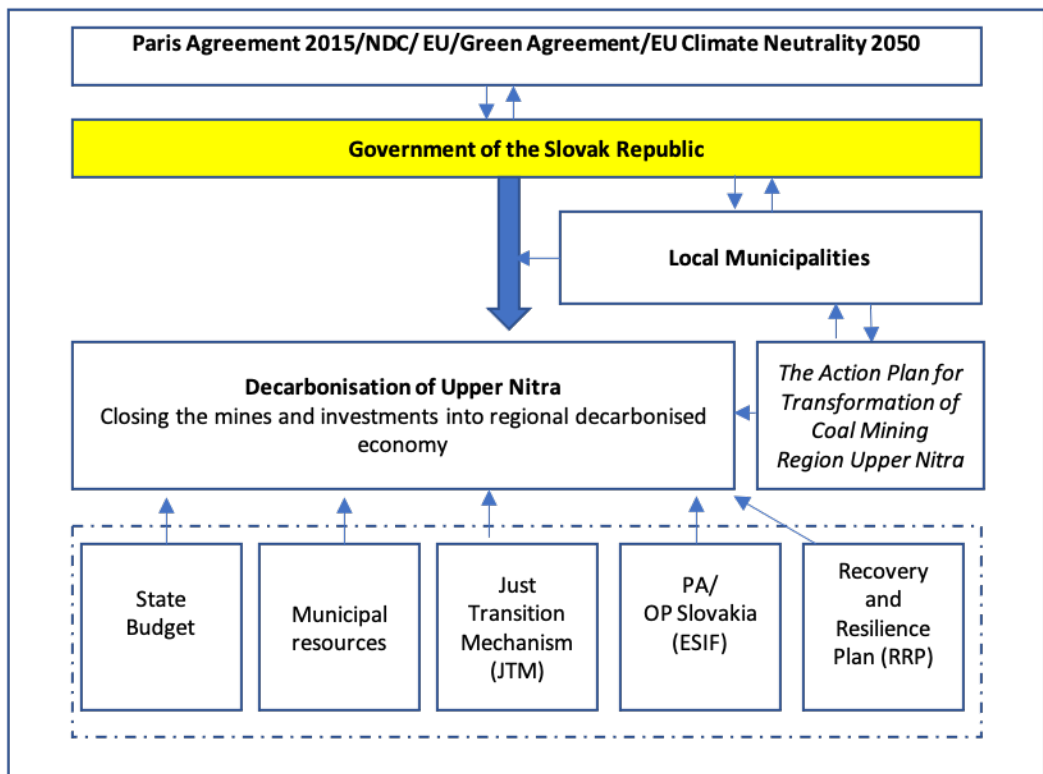 Paris Agreement 2015/NDC/ EU/Green Agreement/EU Climate Neutrality 2050
Government of the Slovak Republic
Local Municipalities
Decarbonisation of Upper Nitra
Closing the mines and investments into regional decarbonised
economy
The Action Plan for
Transformation of
Coal Mining
Region Upper Nitra
State
Budget
Municipal
resources
Just
Transition
Mechanism
(JTM)
PA/
OP Slovakia
(ESIF)
Recovery
and
Resilience
Plan (RRP)